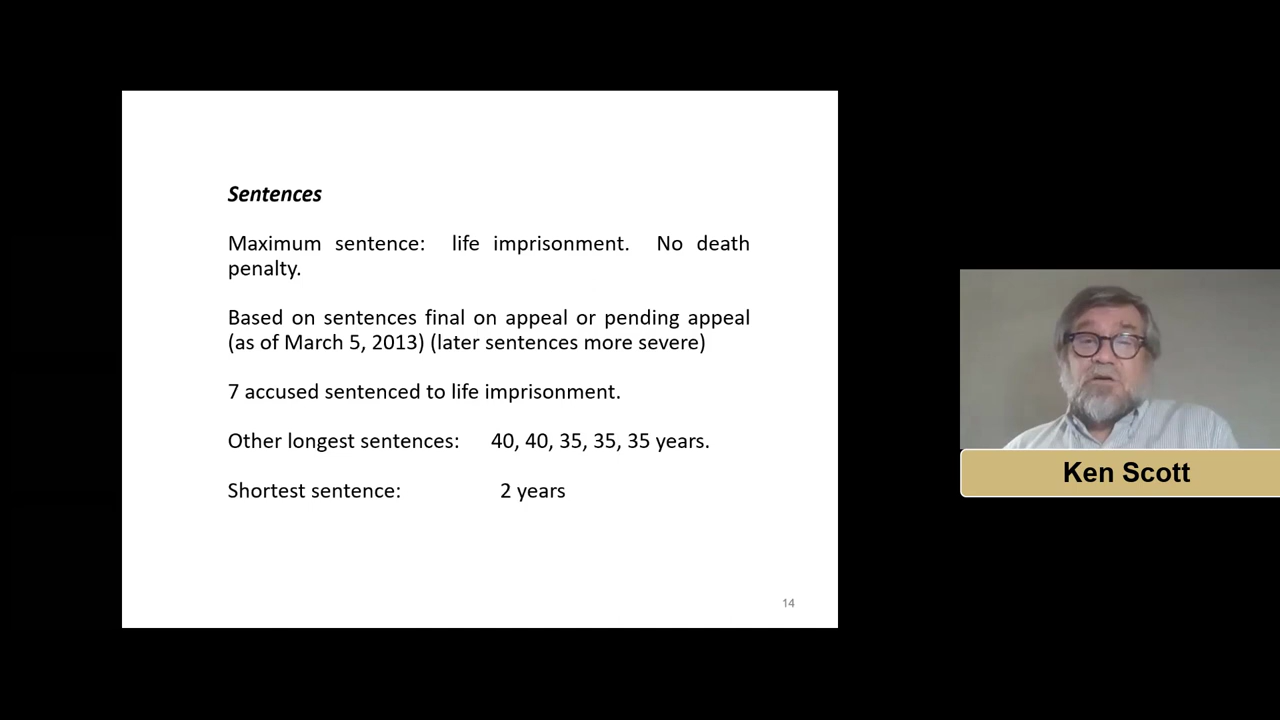 Sentences
Maximum sentence: life imprisonment. No death
penalty.
Based on sentences final on appeal or pending appeal
(as of March 5, 2013) (later sentences more severe)
7 accused sentenced to life imprisonment.
Other longest sentences: 40, 40, 35, 35, 35 years.
Shortest sentence: 2 years
14
Ken Scott